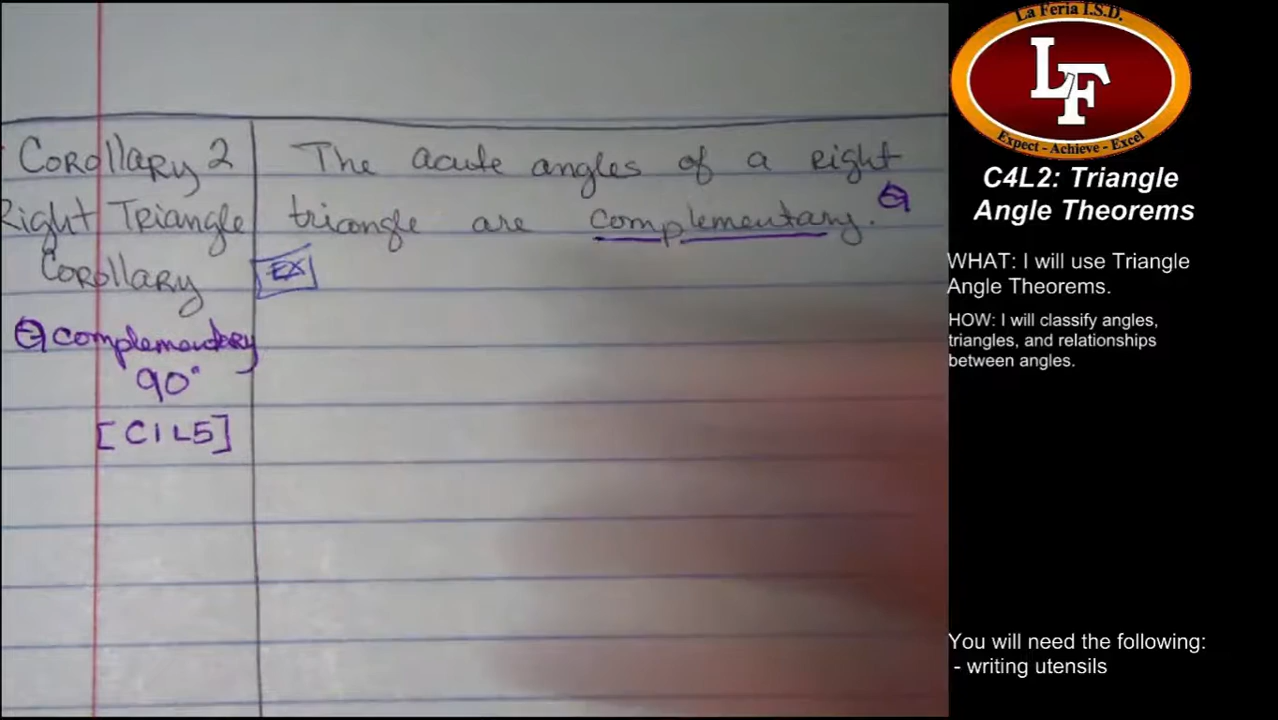 Corollary 2
Right Triangle
Corollary
complementary
90°
[C1L5]
The acute angles of a right
triangle are complementary.
EX
La Feria I.S.D.
LF
Expect - Achieve - Excel
C4L2: Triangle
Angle Theorems
WHAT: I will use Triangle
Angle Theorems.
HOW: I will classify angles,
triangles, and relationships
between angles.
You will need the following:
- writing utensils